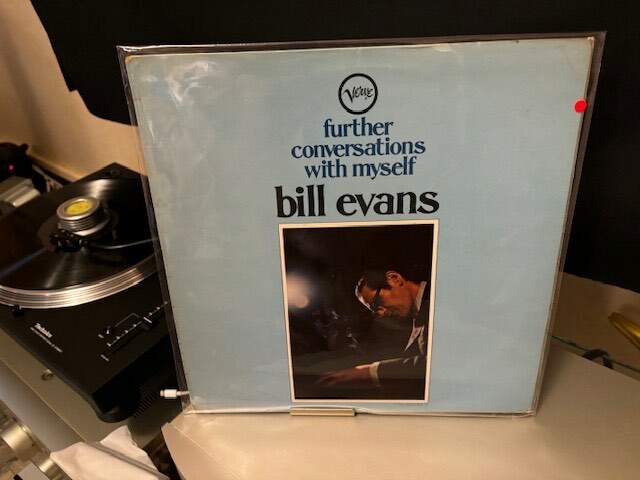 Verve
further
conversations
with myself
bill evans
Technics